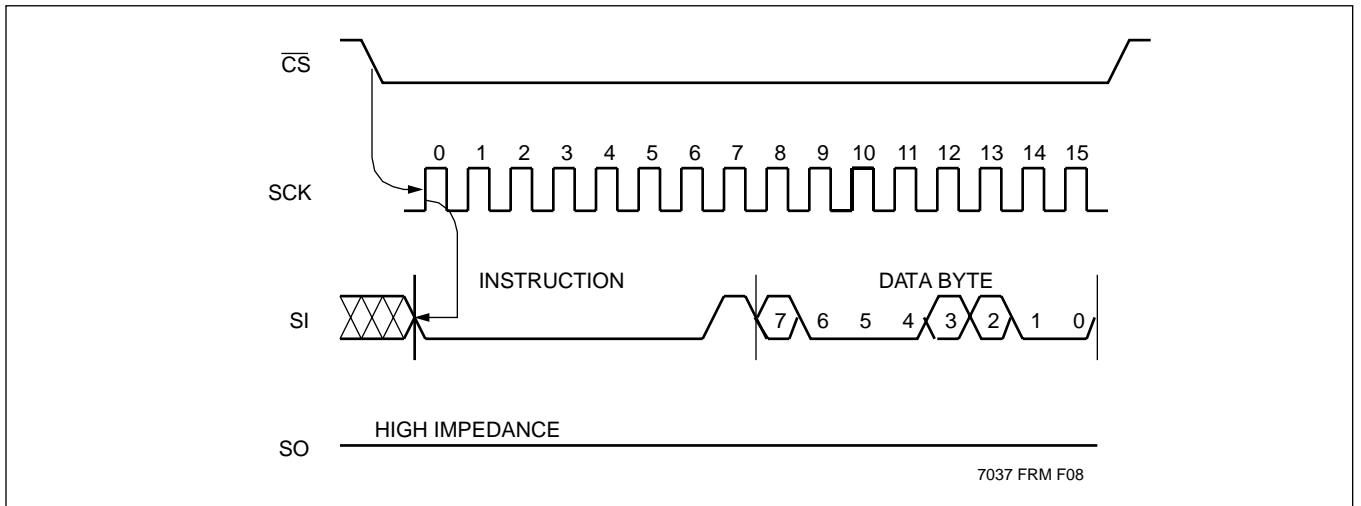 CS
0 1 2 3 4 5 6 7 8 9 10 11 12 13 14 15
SCK
INSTRUCTION DATA BYTE
SI 7 6 5 4 3 2 1 0
HIGH IMPEDANCE
SO
7037 FRM F08